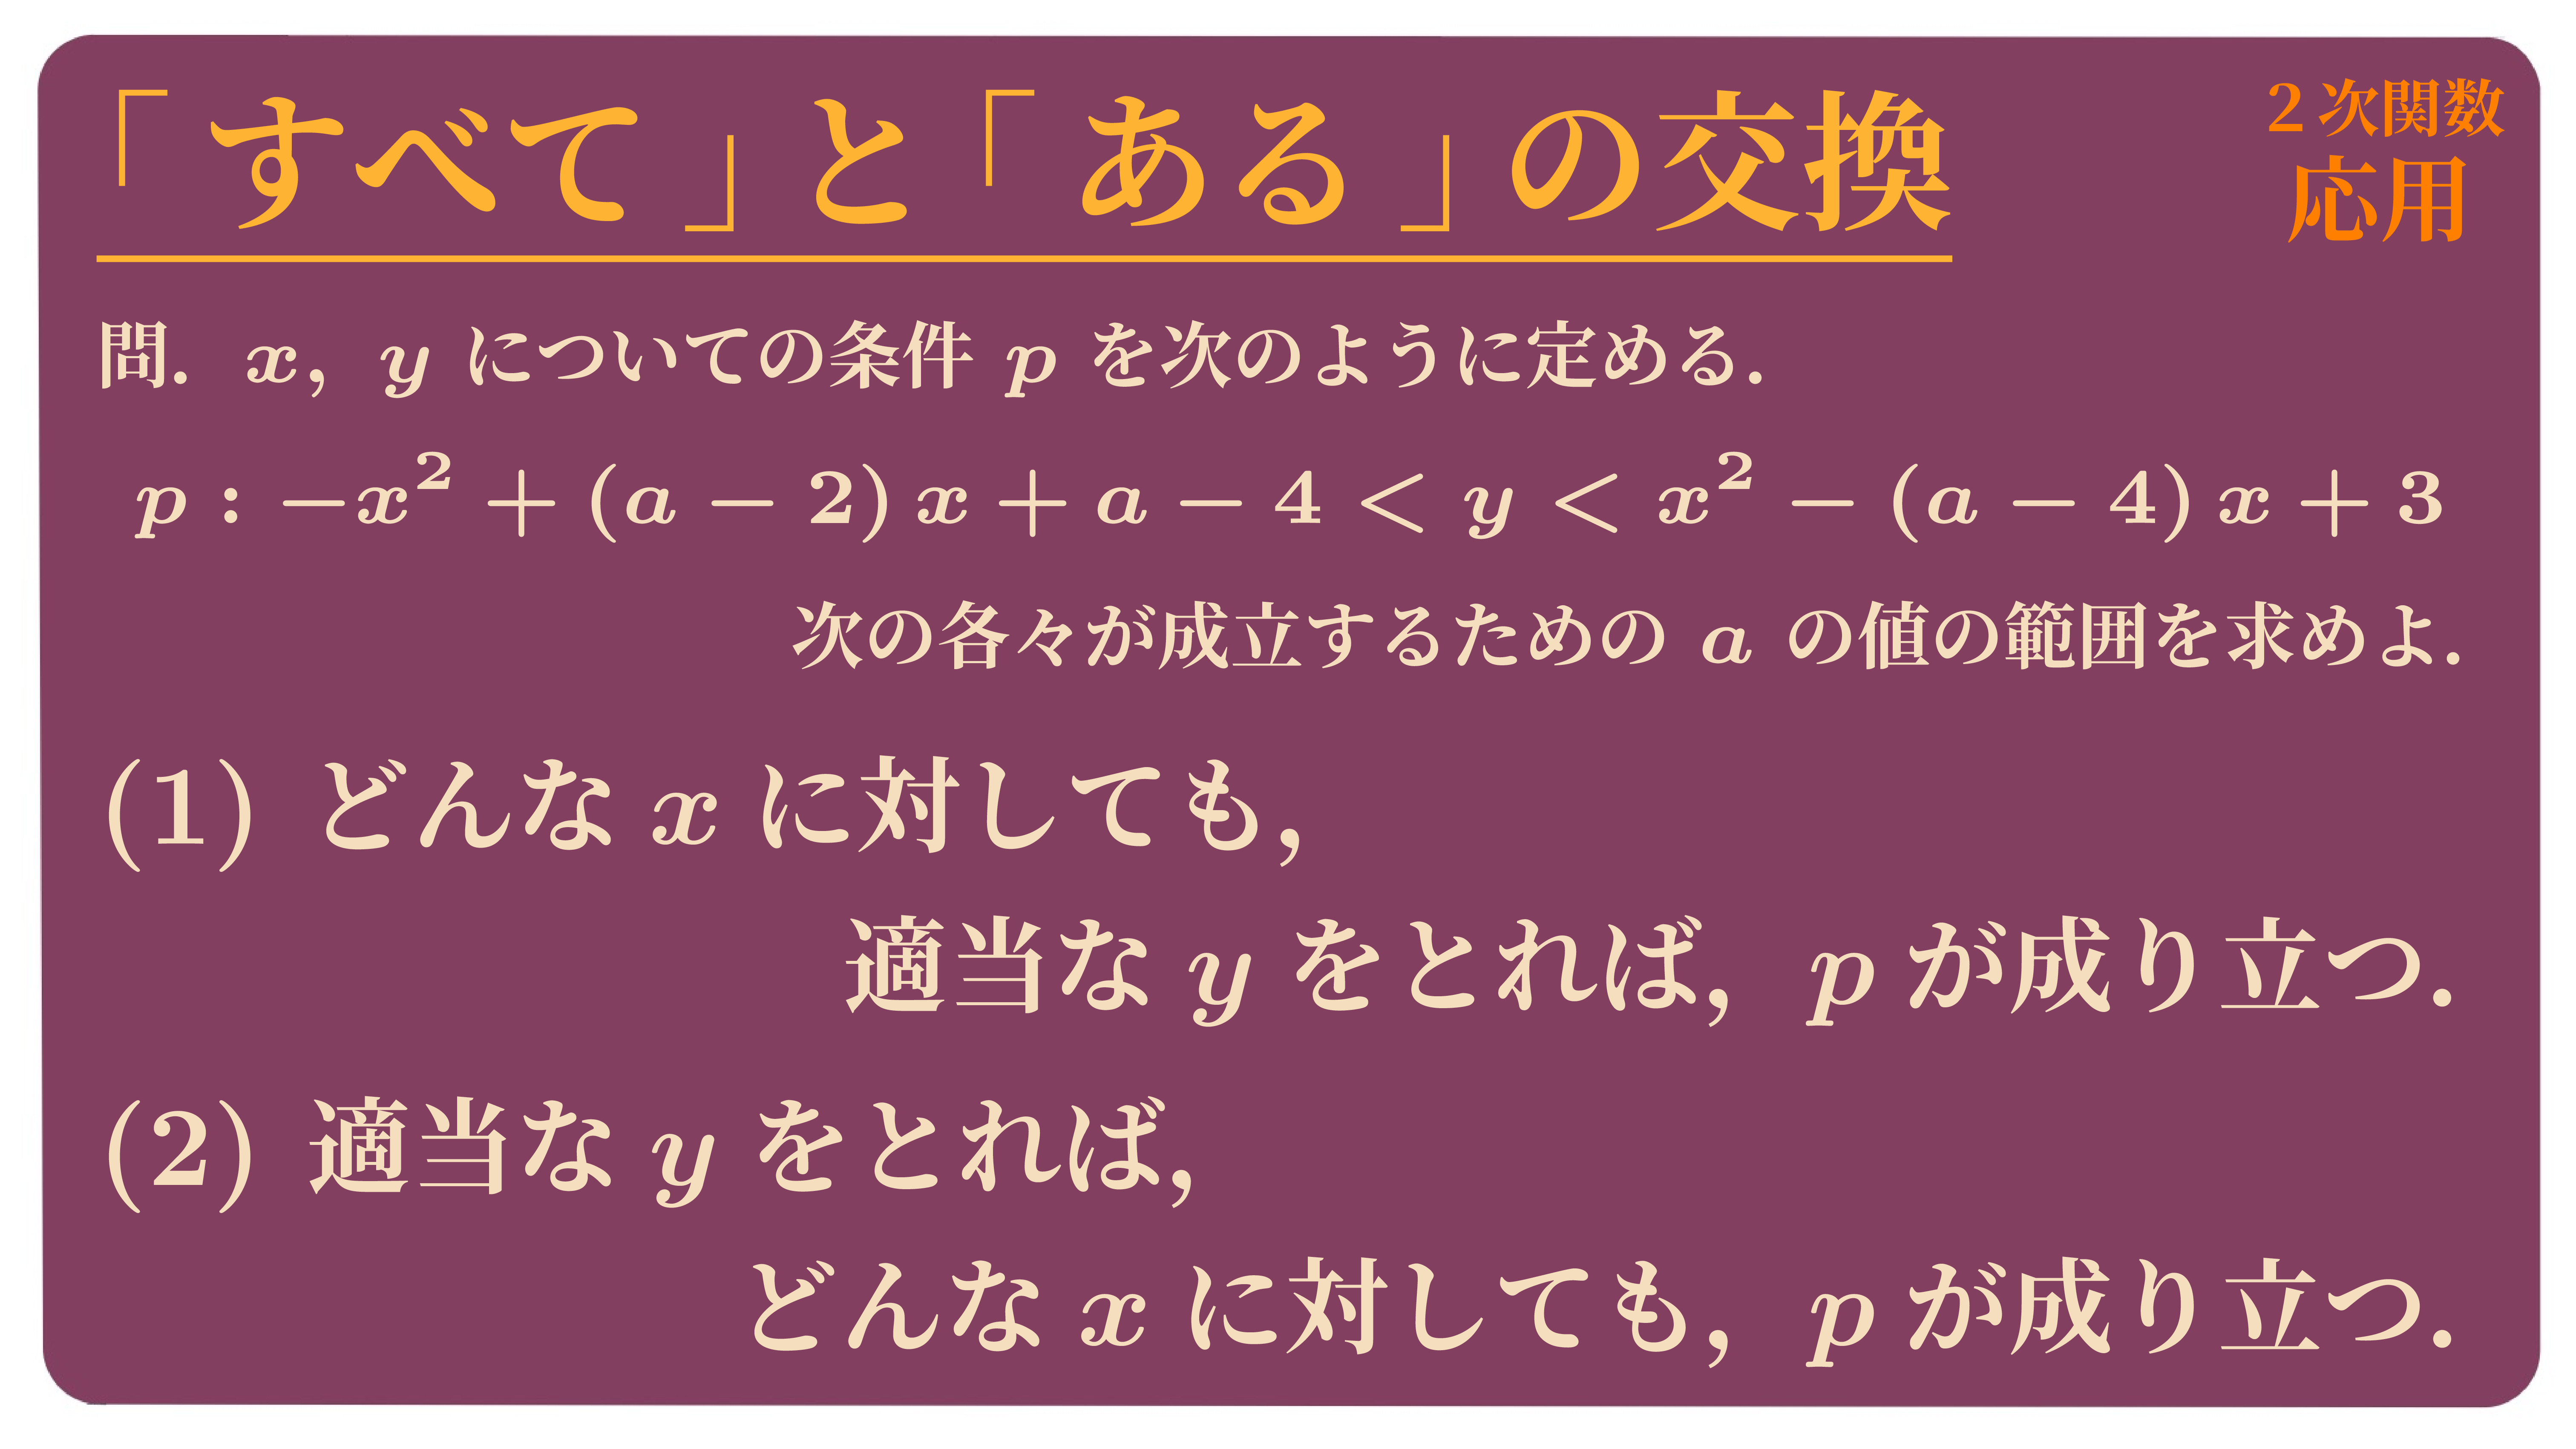 「すべて」と「ある」の交換
2次関数
応用
問. x, y についての条件 p を次のように定める.
p : −x² + (a − 2) x + a − 4 < y < x² − (a − 4) x + 3
次の各々が成立するための a の値の範囲を求めよ.
(1) どんな x に対しても,
適当な y をとれば, p が成り立つ.
(2) 適当な y をとれば,
どんな x に対しても, p が成り立つ.